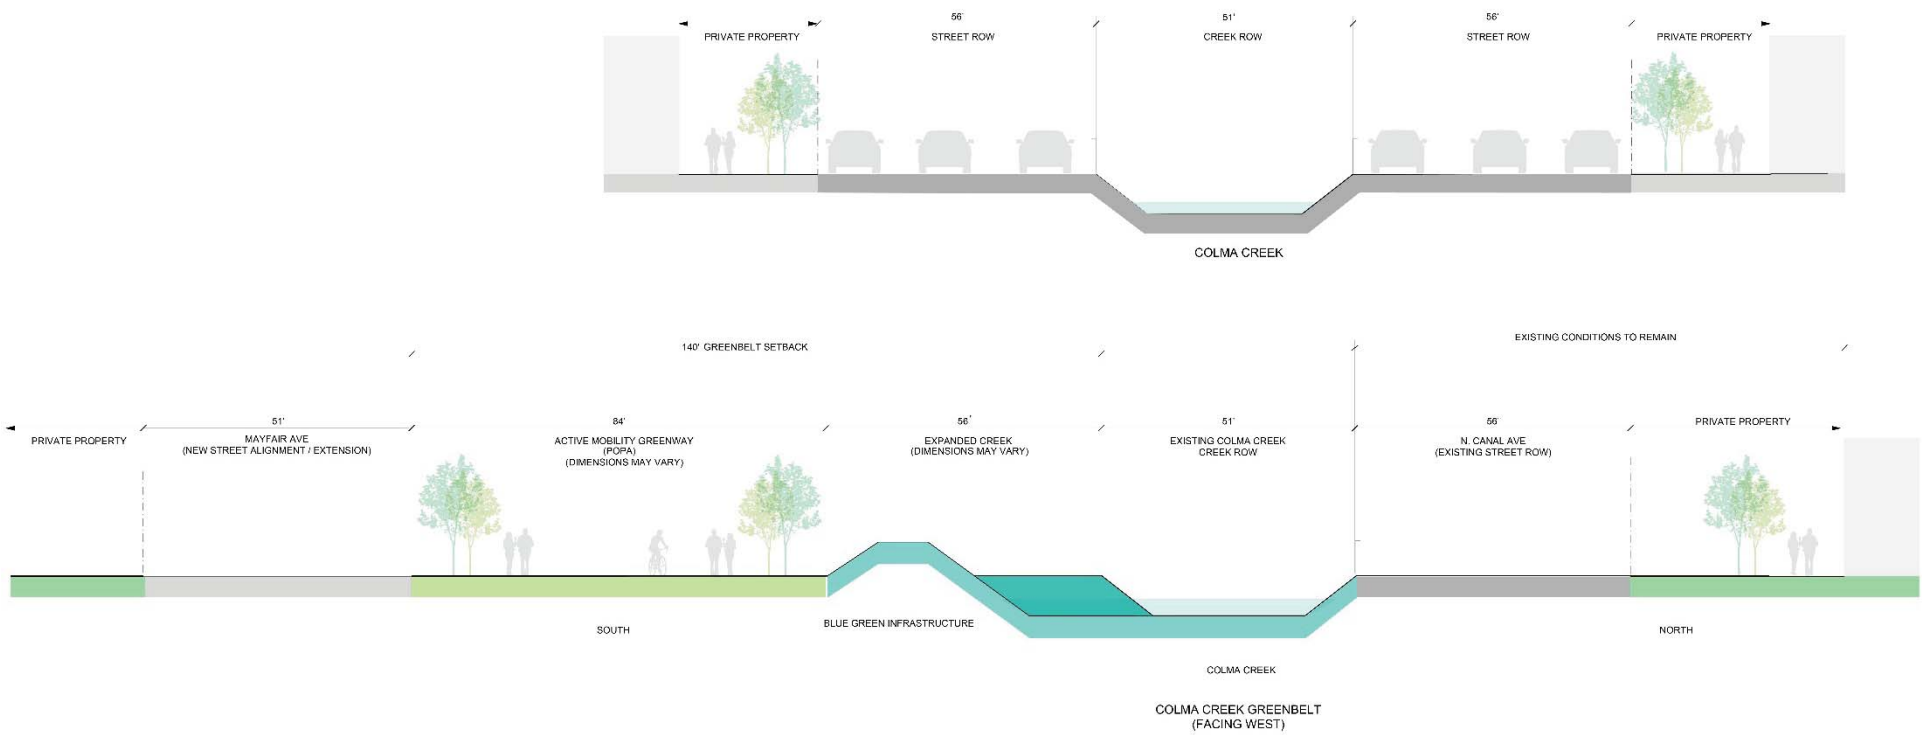 56'
51'
56'
PRIVATE PROPERTY
STREET ROW
CREEK ROW
STREET ROW
PRIVATE PROPERTY
COLMA CREEK
140' GREENBELT SETBACK
EXISTING CONDITIONS TO REMAIN
51'
84'
56'
51'
56'
PRIVATE PROPERTY
PRIVATE PROPERTY
MAYFAIR AVE
(NEW STREET ALIGNMENT / EXTENSION)
ACTIVE MOBILITY GREENWAY
(POPA)
(DIMENSIONS MAY VARY)
EXPANDED CREEK
(DIMENSIONS MAY VARY)
EXISTING COLMA CREEK
CREEK ROW
N. CANAL AVE
(EXISTING STREET ROW)
SOUTH
BLUE GREEN INFRASTRUCTURE
NORTH
COLMA CREEK
COLMA CREEK GREENBELT
(FACING WEST)